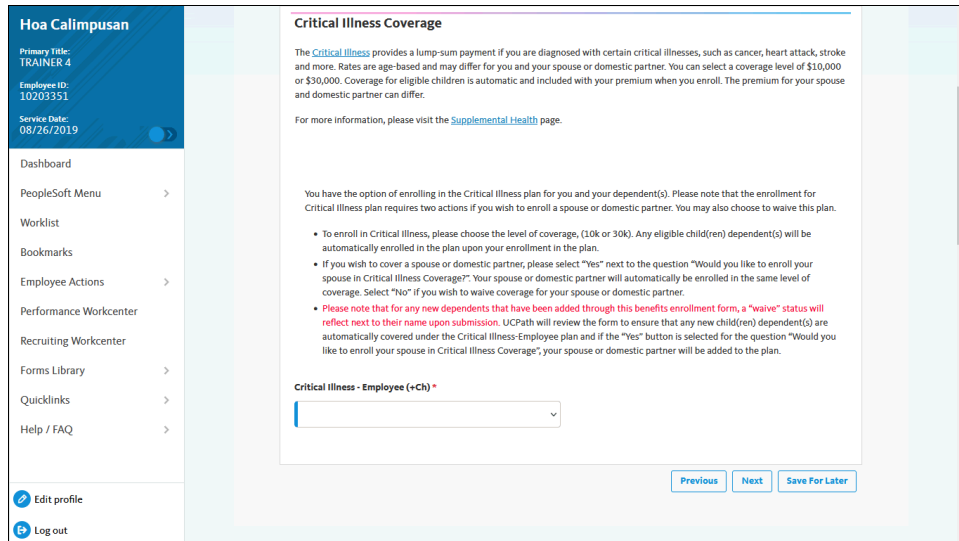 Hoa Calimpusan
Primary Title:
TRAINER 4
Employee ID:
10203351
Service Date:
08/26/2019
Dashboard
PeopleSoft Menu
Worklist
Bookmarks
Employee Actions
Performance Workcenter
Recruiting Workcenter
Forms Library
Quicklinks
Help / FAQ
Edit profile
Log out
Critical Illness Coverage
The Critical Illness provides a lump-sum payment if you are diagnosed with certain critical illnesses, such as cancer, heart attack, stroke
and more. Rates are age-based and may differ for you and your spouse or domestic partner. You can select a coverage level of $10,000
or $30,000. Coverage for eligible children is automatic and included with your premium when you enroll. The premium for your spouse
and domestic partner can differ.
For more information, please visit the Supplemental Health page.
You have the option of enrolling in the Critical Illness plan for you and your dependent(s). Please note that the enrollment for
Critical Illness plan requires two actions if you wish to enroll a spouse or domestic partner. You may also choose to waive this plan.
• To enroll in Critical Illness, please choose the level of coverage, (10k or 30k). Any eligible child(ren) dependent(s) will be
automatically enrolled in the plan upon your enrollment in the plan.
• If you wish to cover a spouse or domestic partner, please select “Yes” next to the question “Would you like to enroll your
spouse in Critical Illness Coverage?”. Your spouse or domestic partner will automatically be enrolled in the same level of
coverage. Select “No” if you wish to waive coverage for your spouse or domestic partner.
• Please note that for any new dependents that have been added through this benefits enrollment form, a “waive” status will
reflect next to their name upon submission. UCPath will review the form to ensure that any new child(ren) dependent(s) are
automatically covered under the Critical Illness-Employee plan and if the “Yes” button is selected for the question “Would you
like to enroll your spouse in Critical Illness Coverage”, your spouse or domestic partner will be added to the plan.
Critical Illness - Employee (+Ch) *
Previous
Next
Save For Later